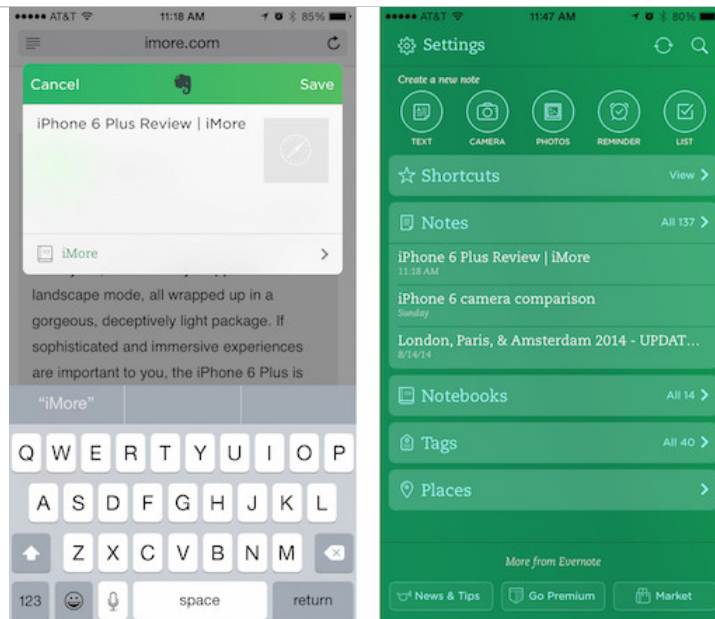 AT&T 11:18 AM 85%
imore.com
Cancel Save
iPhone 6 Plus Review | iMore
iMore
landscape mode, all wrapped up in a
gorgeous, deceptively light package. If
sophisticated and immersive experiences
are important to you, the iPhone 6 Plus is
“iMore”
Q W E R T Y U I O P
A S D F G H J K L
Z X C V B N M
123 space return
AT&T 11:47 AM 80%
Settings
Create a new note
TEXT CAMERA PHOTOS REMINDER LIST
Shortcuts View
Notes All 137
iPhone 6 Plus Review | iMore
11:18 AM
iPhone 6 camera comparison
Sunday
London, Paris, & Amsterdam 2014 - UPDAT...
8/14/14
Notebooks All 14
Tags All 40
Places
More from Evernote
News & Tips Go Premium Market